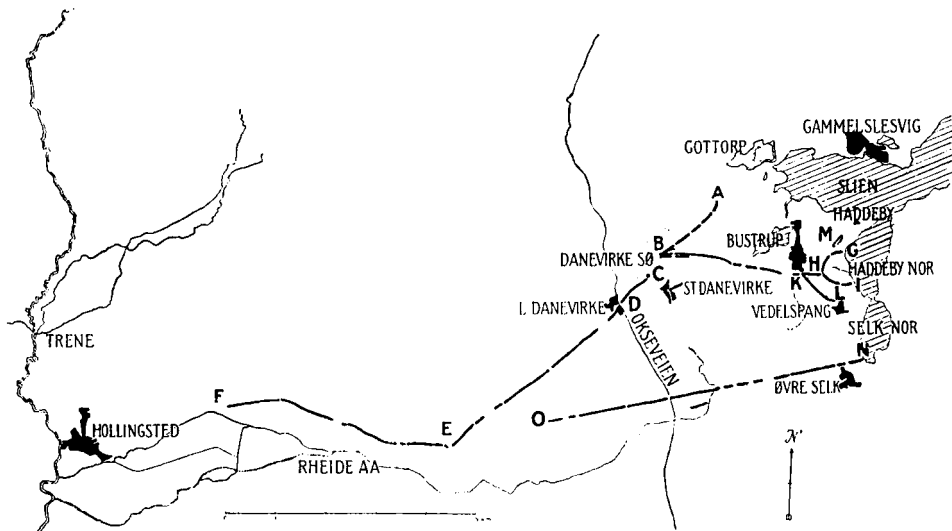 GAMMELSLESVIG
GOTTORP
SLIEN
A
HADDEBY
BUSTRUP
M
G
B
DANEVIRKE SØ
H
HADDEBY NOR
C
K
I
ST DANEVIRKE
L
L. DANEVIRKE
D
VEDELSPANG
SELK NOR
OKSEVEIEN
TRENE
N
ØVRE SELK
F
O
E
HOLLINGSTED
RHEIDE AA
N